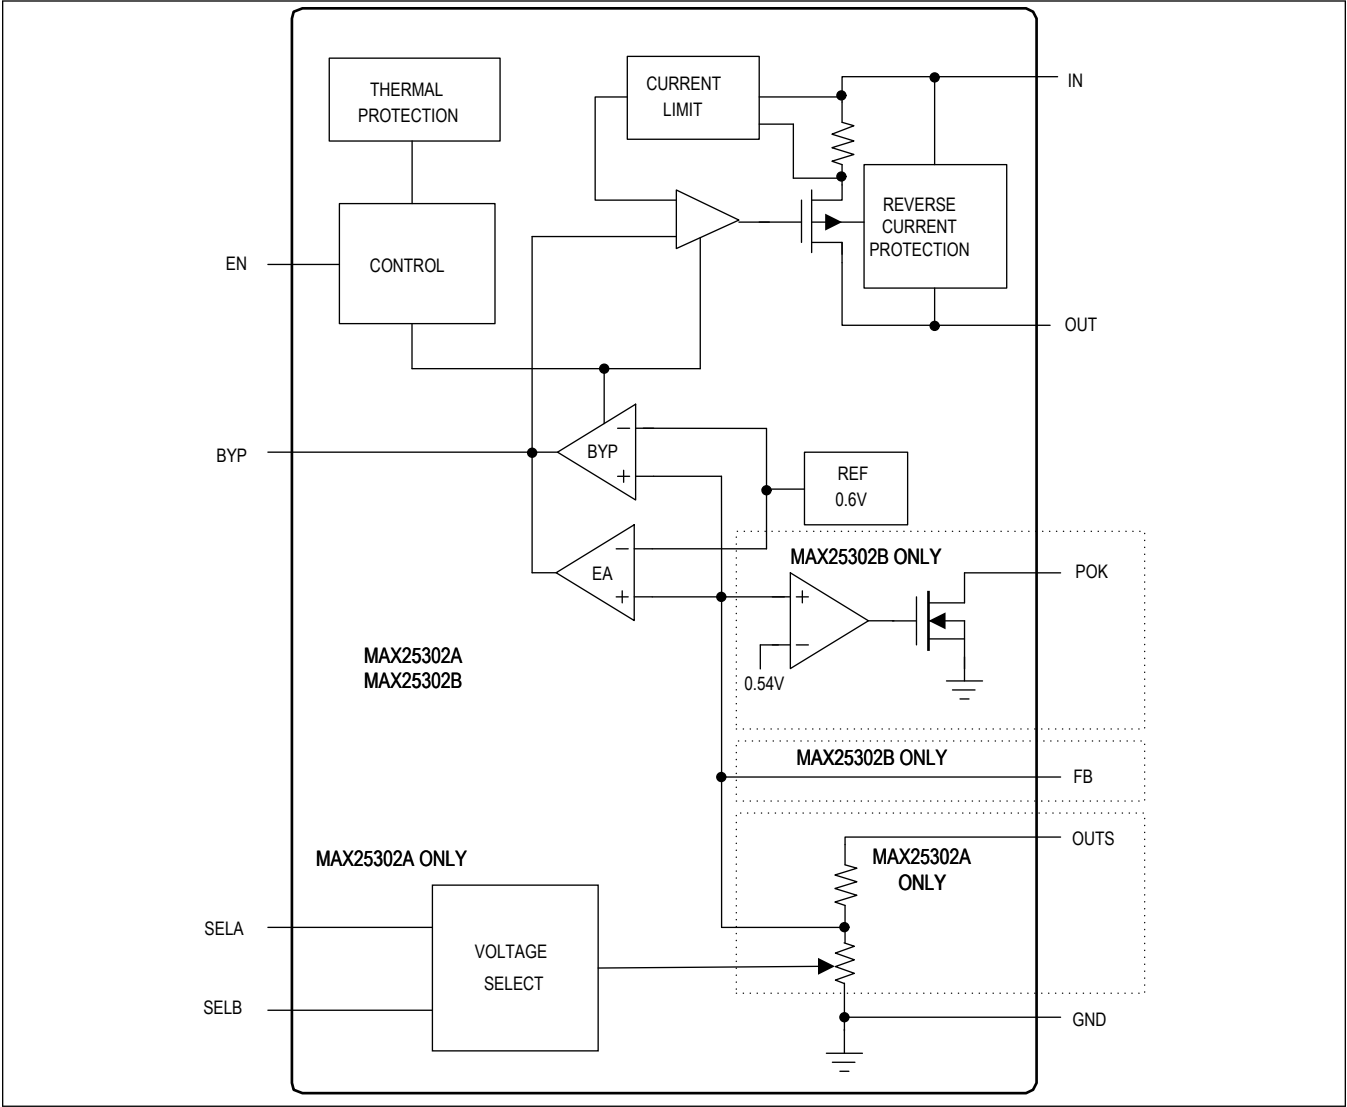 THERMAL
PROTECTION
CURRENT
LIMIT
IN
REVERSE
CURRENT
PROTECTION
EN
CONTROL
OUT
BYP
− BYP
+
REF
0.6V
− EA
+
MAX25302B ONLY
POK
+
−
0.54V
MAX25302A
MAX25302B
MAX25302B ONLY
FB
OUTS
MAX25302A ONLY
MAX25302A
ONLY
SELA
VOLTAGE
SELECT
SELB
GND